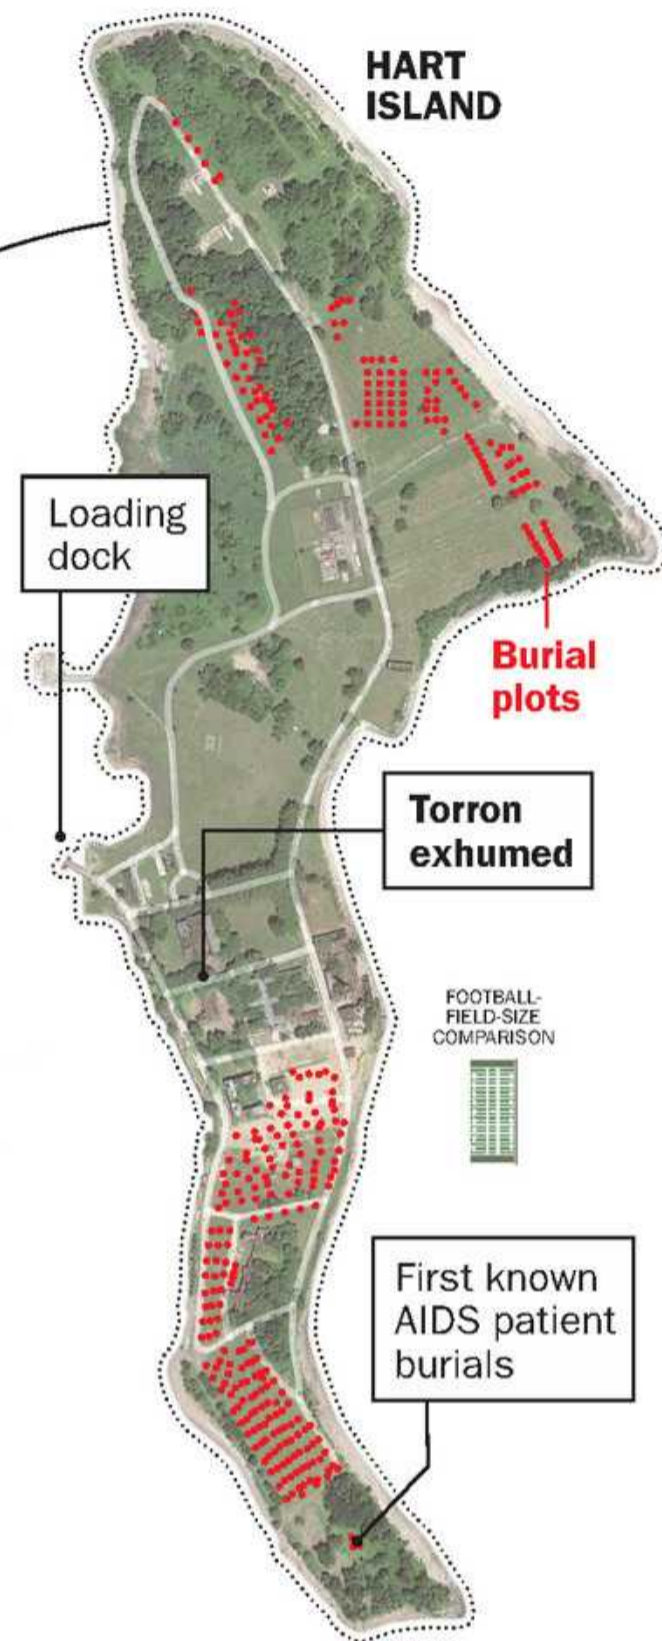 HART
ISLAND
Loading
dock
Burial
plots
Torron
exhumed
FOOTBALL-
FIELD-SIZE
COMPARISON
First known
AIDS patient
burials